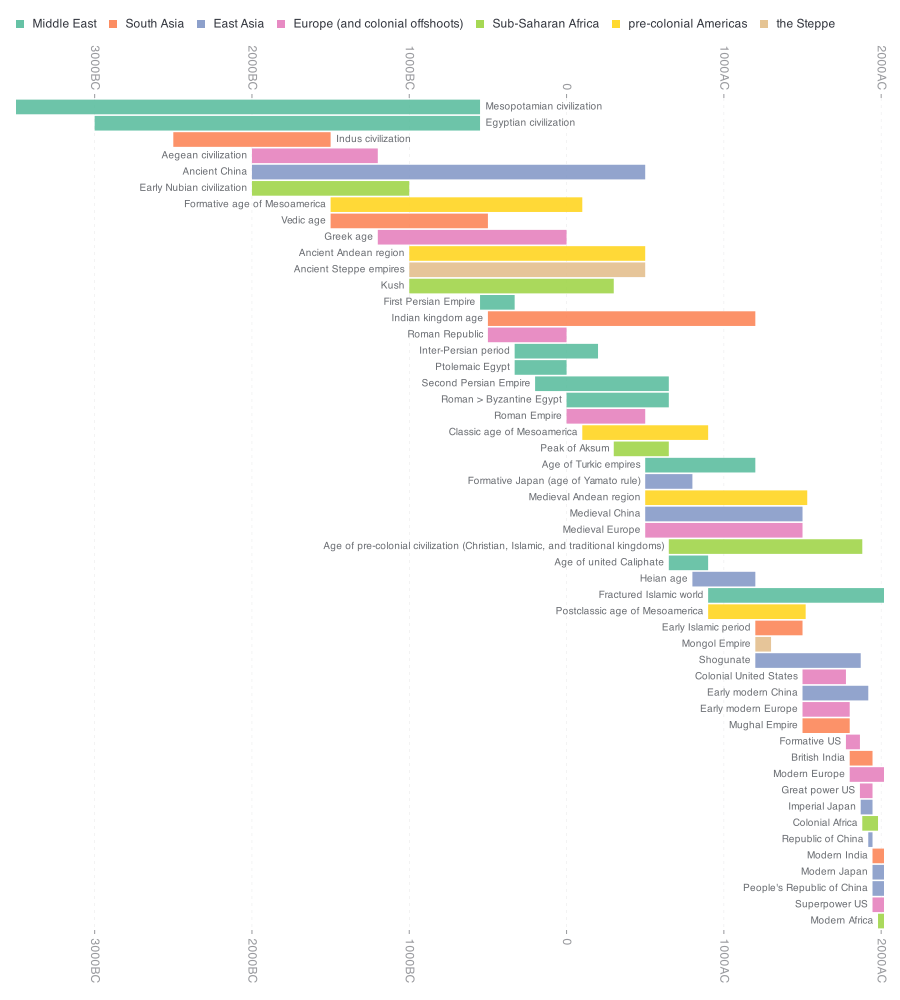 Middle East South Asia East Asia Europe (and colonial offshoots) Sub-Saharan Africa pre-colonial Americas the Steppe
3000BC 2000BC 1000BC 0 1000AC 2000AC
Mesopotamian civilization
Egyptian civilization
Indus civilization
Aegean civilization
Ancient China
Early Nubian civilization
Formative age of Mesoamerica
Vedic age
Greek age
Ancient Andean region
Ancient Steppe empires
Kush
First Persian Empire
Indian kingdom age
Roman Republic
Inter-Persian period
Ptolemaic Egypt
Second Persian Empire
Roman > Byzantine Egypt
Roman Empire
Classic age of Mesoamerica
Peak of Aksum
Age of Turkic empires
Formative Japan (age of Yamato rule)
Medieval Andean region
Medieval China
Medieval Europe
Age of pre-colonial civilization (Christian, Islamic, and traditional kingdoms)
Age of united Caliphate
Heian age
Fractured Islamic world
Postclassic age of Mesoamerica
Early Islamic period
Mongol Empire
Shogunate
Colonial United States
Early modern China
Early modern Europe
Mughal Empire
Formative US
British India
Modern Europe
Great power US
Imperial Japan
Colonial Africa
Republic of China
Modern India
Modern Japan
People's Republic of China
Superpower US
Modern Africa
3000BC 2000BC 1000BC 0 1000AC 2000AC